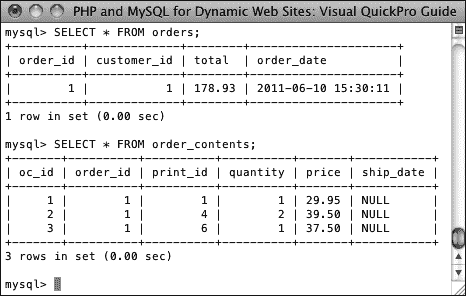 PHP and MySQL for Dynamic Web Sites: Visual QuickPro Guide
mysql> SELECT * FROM orders;
+----------+-------------+--------+---------------------+
| order_id | customer_id | total  | order_date          |
+----------+-------------+--------+---------------------+
|        1 |           1 | 178.93 | 2011-06-10 15:30:11 |
+----------+-------------+--------+---------------------+
1 row in set (0.00 sec)
mysql> SELECT * FROM order_contents;
+-------+----------+----------+----------+-------+-----------+
| oc_id | order_id | print_id | quantity | price | ship_date |
+-------+----------+----------+----------+-------+-----------+
|     1 |        1 |        1 |        1 | 29.95 | NULL      |
|     2 |        1 |        4 |        2 | 39.50 | NULL      |
|     3 |        1 |        6 |        1 | 37.50 | NULL      |
+-------+----------+----------+----------+-------+-----------+
3 rows in set (0.00 sec)
mysql>